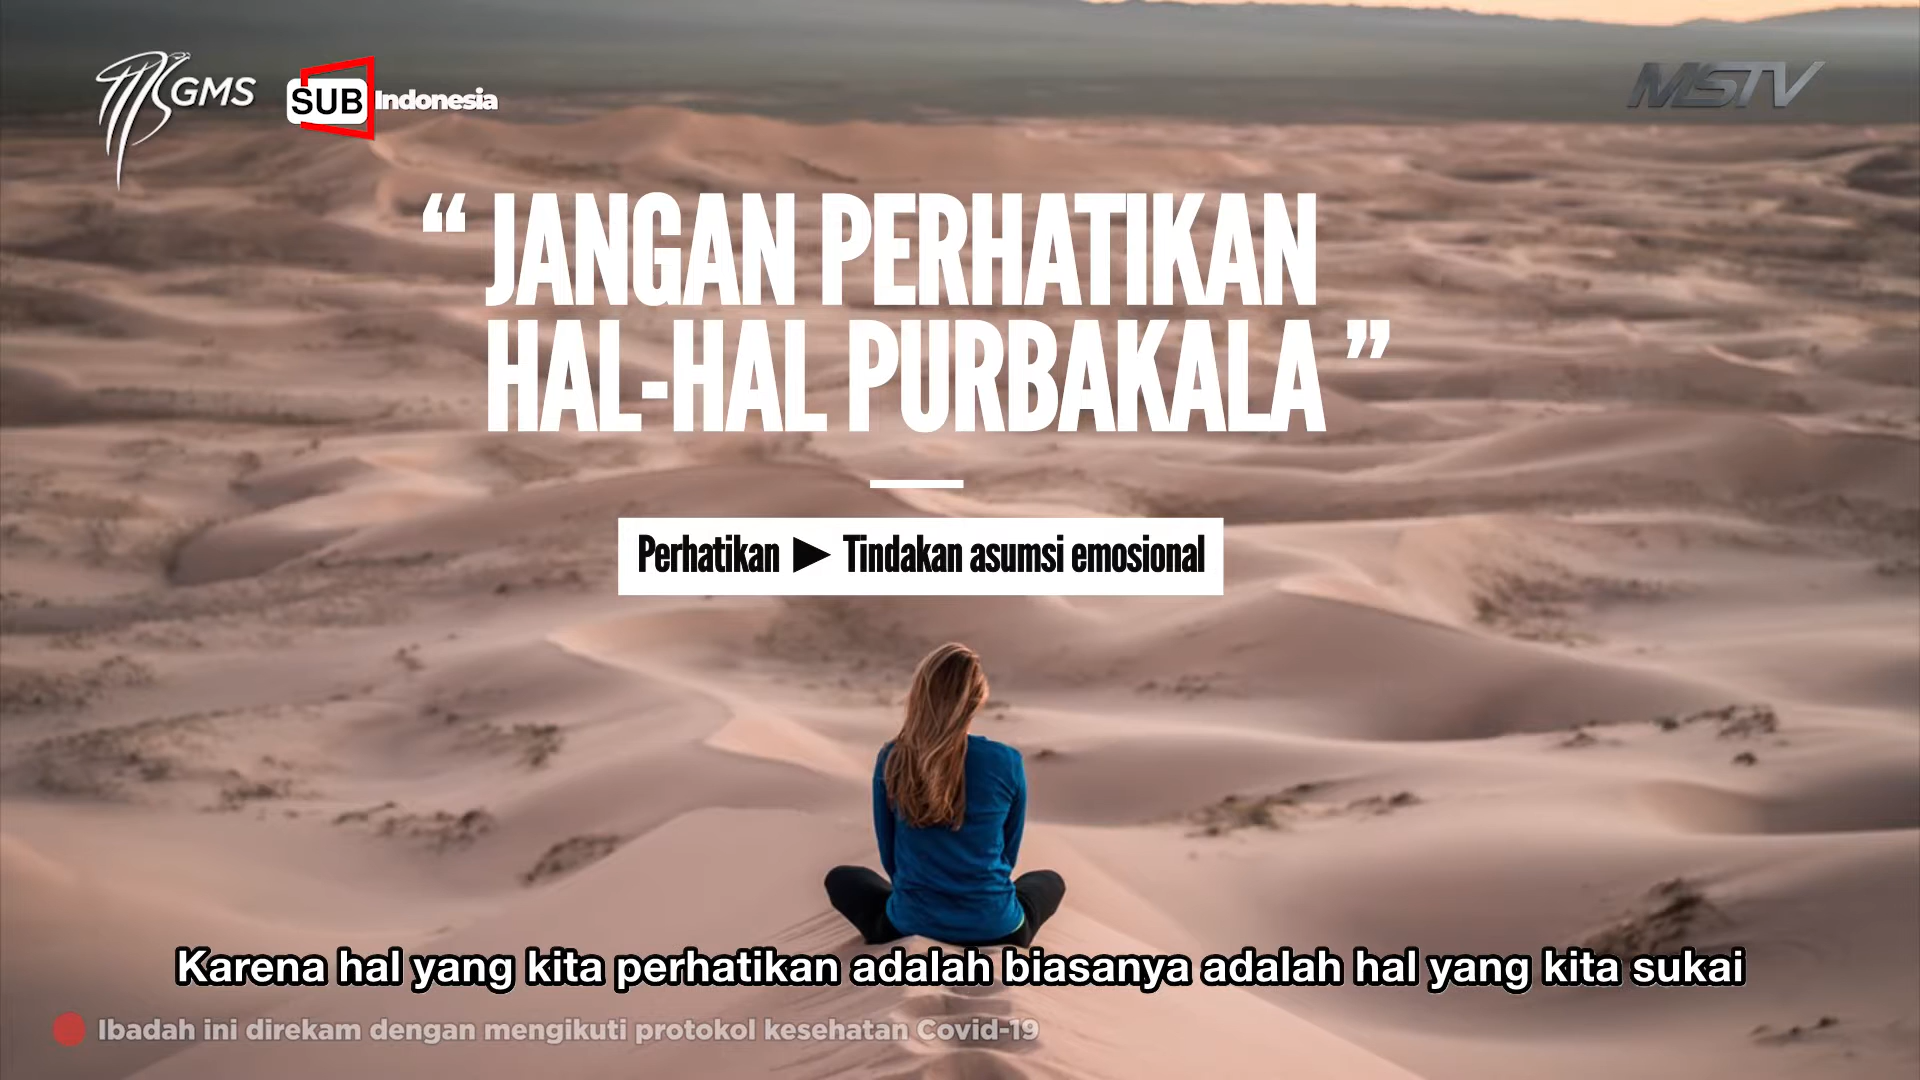 GMS
SUB Indonesia
MSTV
“ JANGAN PERHATIKAN
HAL-HAL PURBAKALA ”
Perhatikan ► Tindakan asumsi emosional
Karena hal yang kita perhatikan adalah biasanya adalah hal yang kita sukai
Ibadah ini direkam dengan mengikuti protokol kesehatan Covid-19